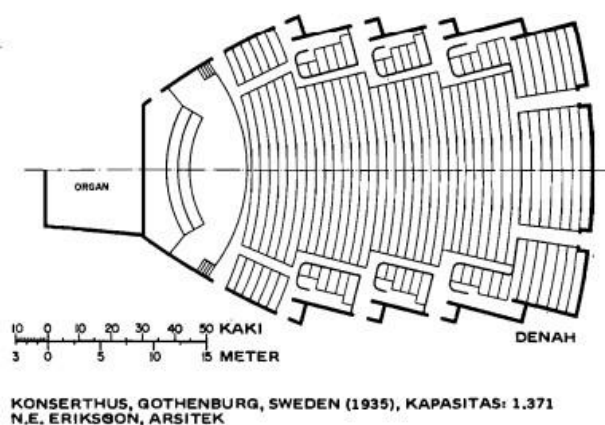 ORGAN
10 0 10 20 30 40 50 KAKI
3 0 5 10 15 METER
DENAH
KONSERTHUS, GOTHENBURG, SWEDEN (1935), KAPASITAS: 1.371
N.E. ERIKSSON, ARSITEK